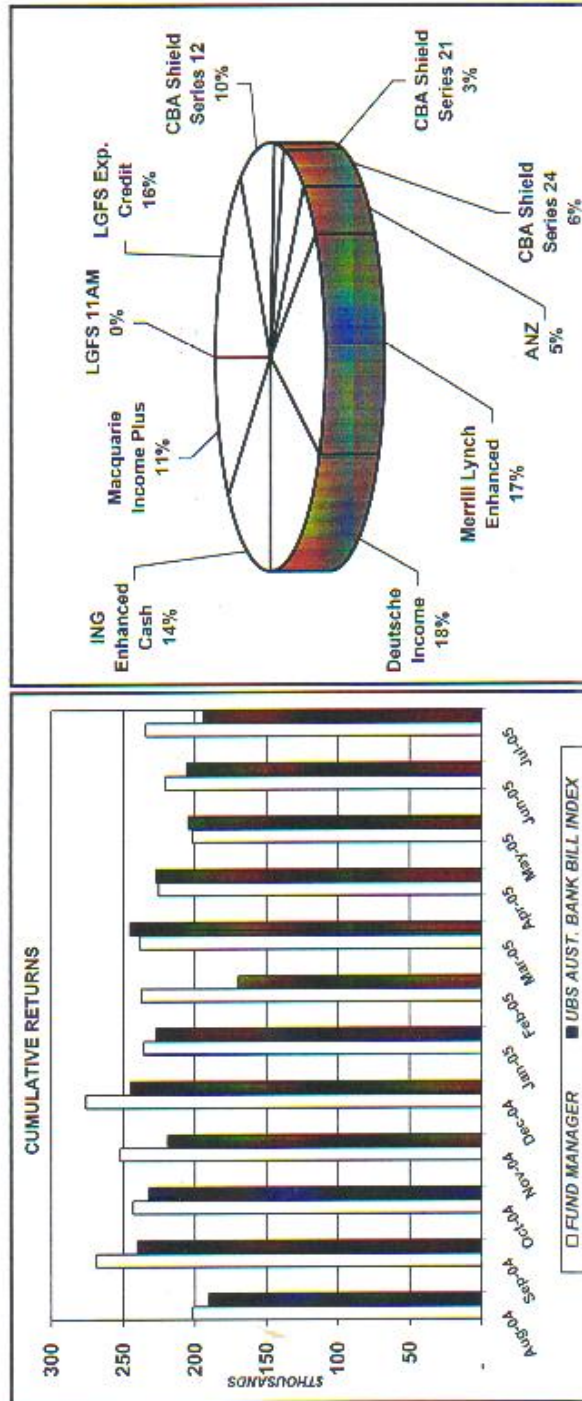 CUMULATIVE RETURNS
$THOUSANDS
300
250
200
150
100
50
-
Aug-04
Sep-04
Oct-04
Nov-04
Dec-04
Jan-05
Feb-05
Mar-05
Apr-05
May-05
Jun-05
Jul-05
FUND MANAGER
UBS AUST. BANK BILL INDEX
ING
Enhanced
Cash
14%
Macquarie
Income Plus
11%
LGFS 11AM
0%
LGFS Exp.
Credit
16%
CBA Shield
Series 12
10%
CBA Shield
Series 21
3%
CBA Shield
Series 24
6%
ANZ
5%
Merrill Lynch
Enhanced
17%
Deutsche
Income
18%